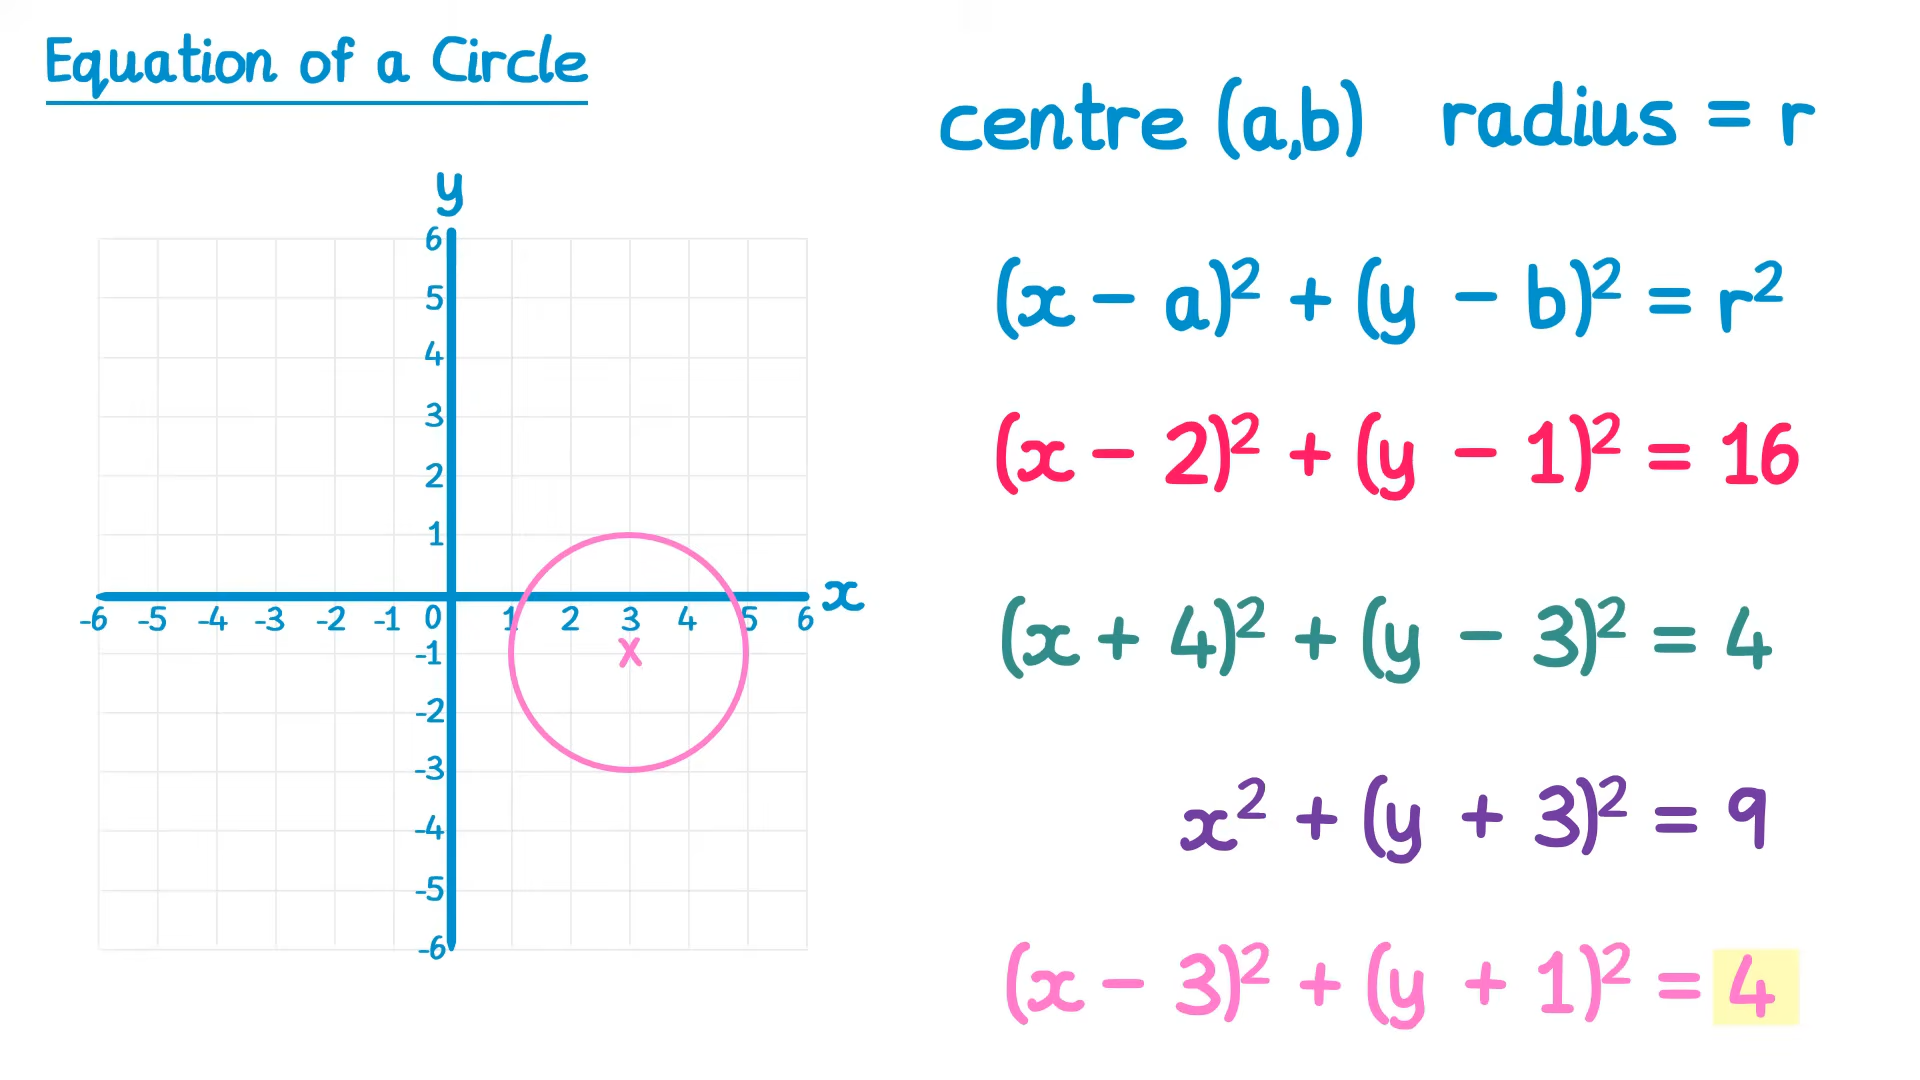 Equation of a Circle
centre (a,b) radius = r
(x - a)² + (y - b)² = r²
(x - 2)² + (y - 1)² = 16
(x + 4)² + (y - 3)² = 4
x² + (y + 3)² = 9
(x - 3)² + (y + 1)² = 4
y
6
5
4
3
2
1
-6 -5 -4 -3 -2 -1 0 1 2 3 4 5 6 x
x
-1
-2
-3
-4
-5
-6